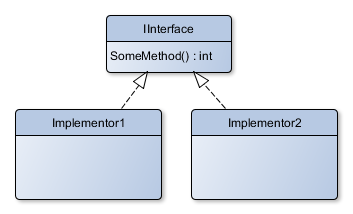 IInterface
SomeMethod() : int
Implementor1
Implementor2